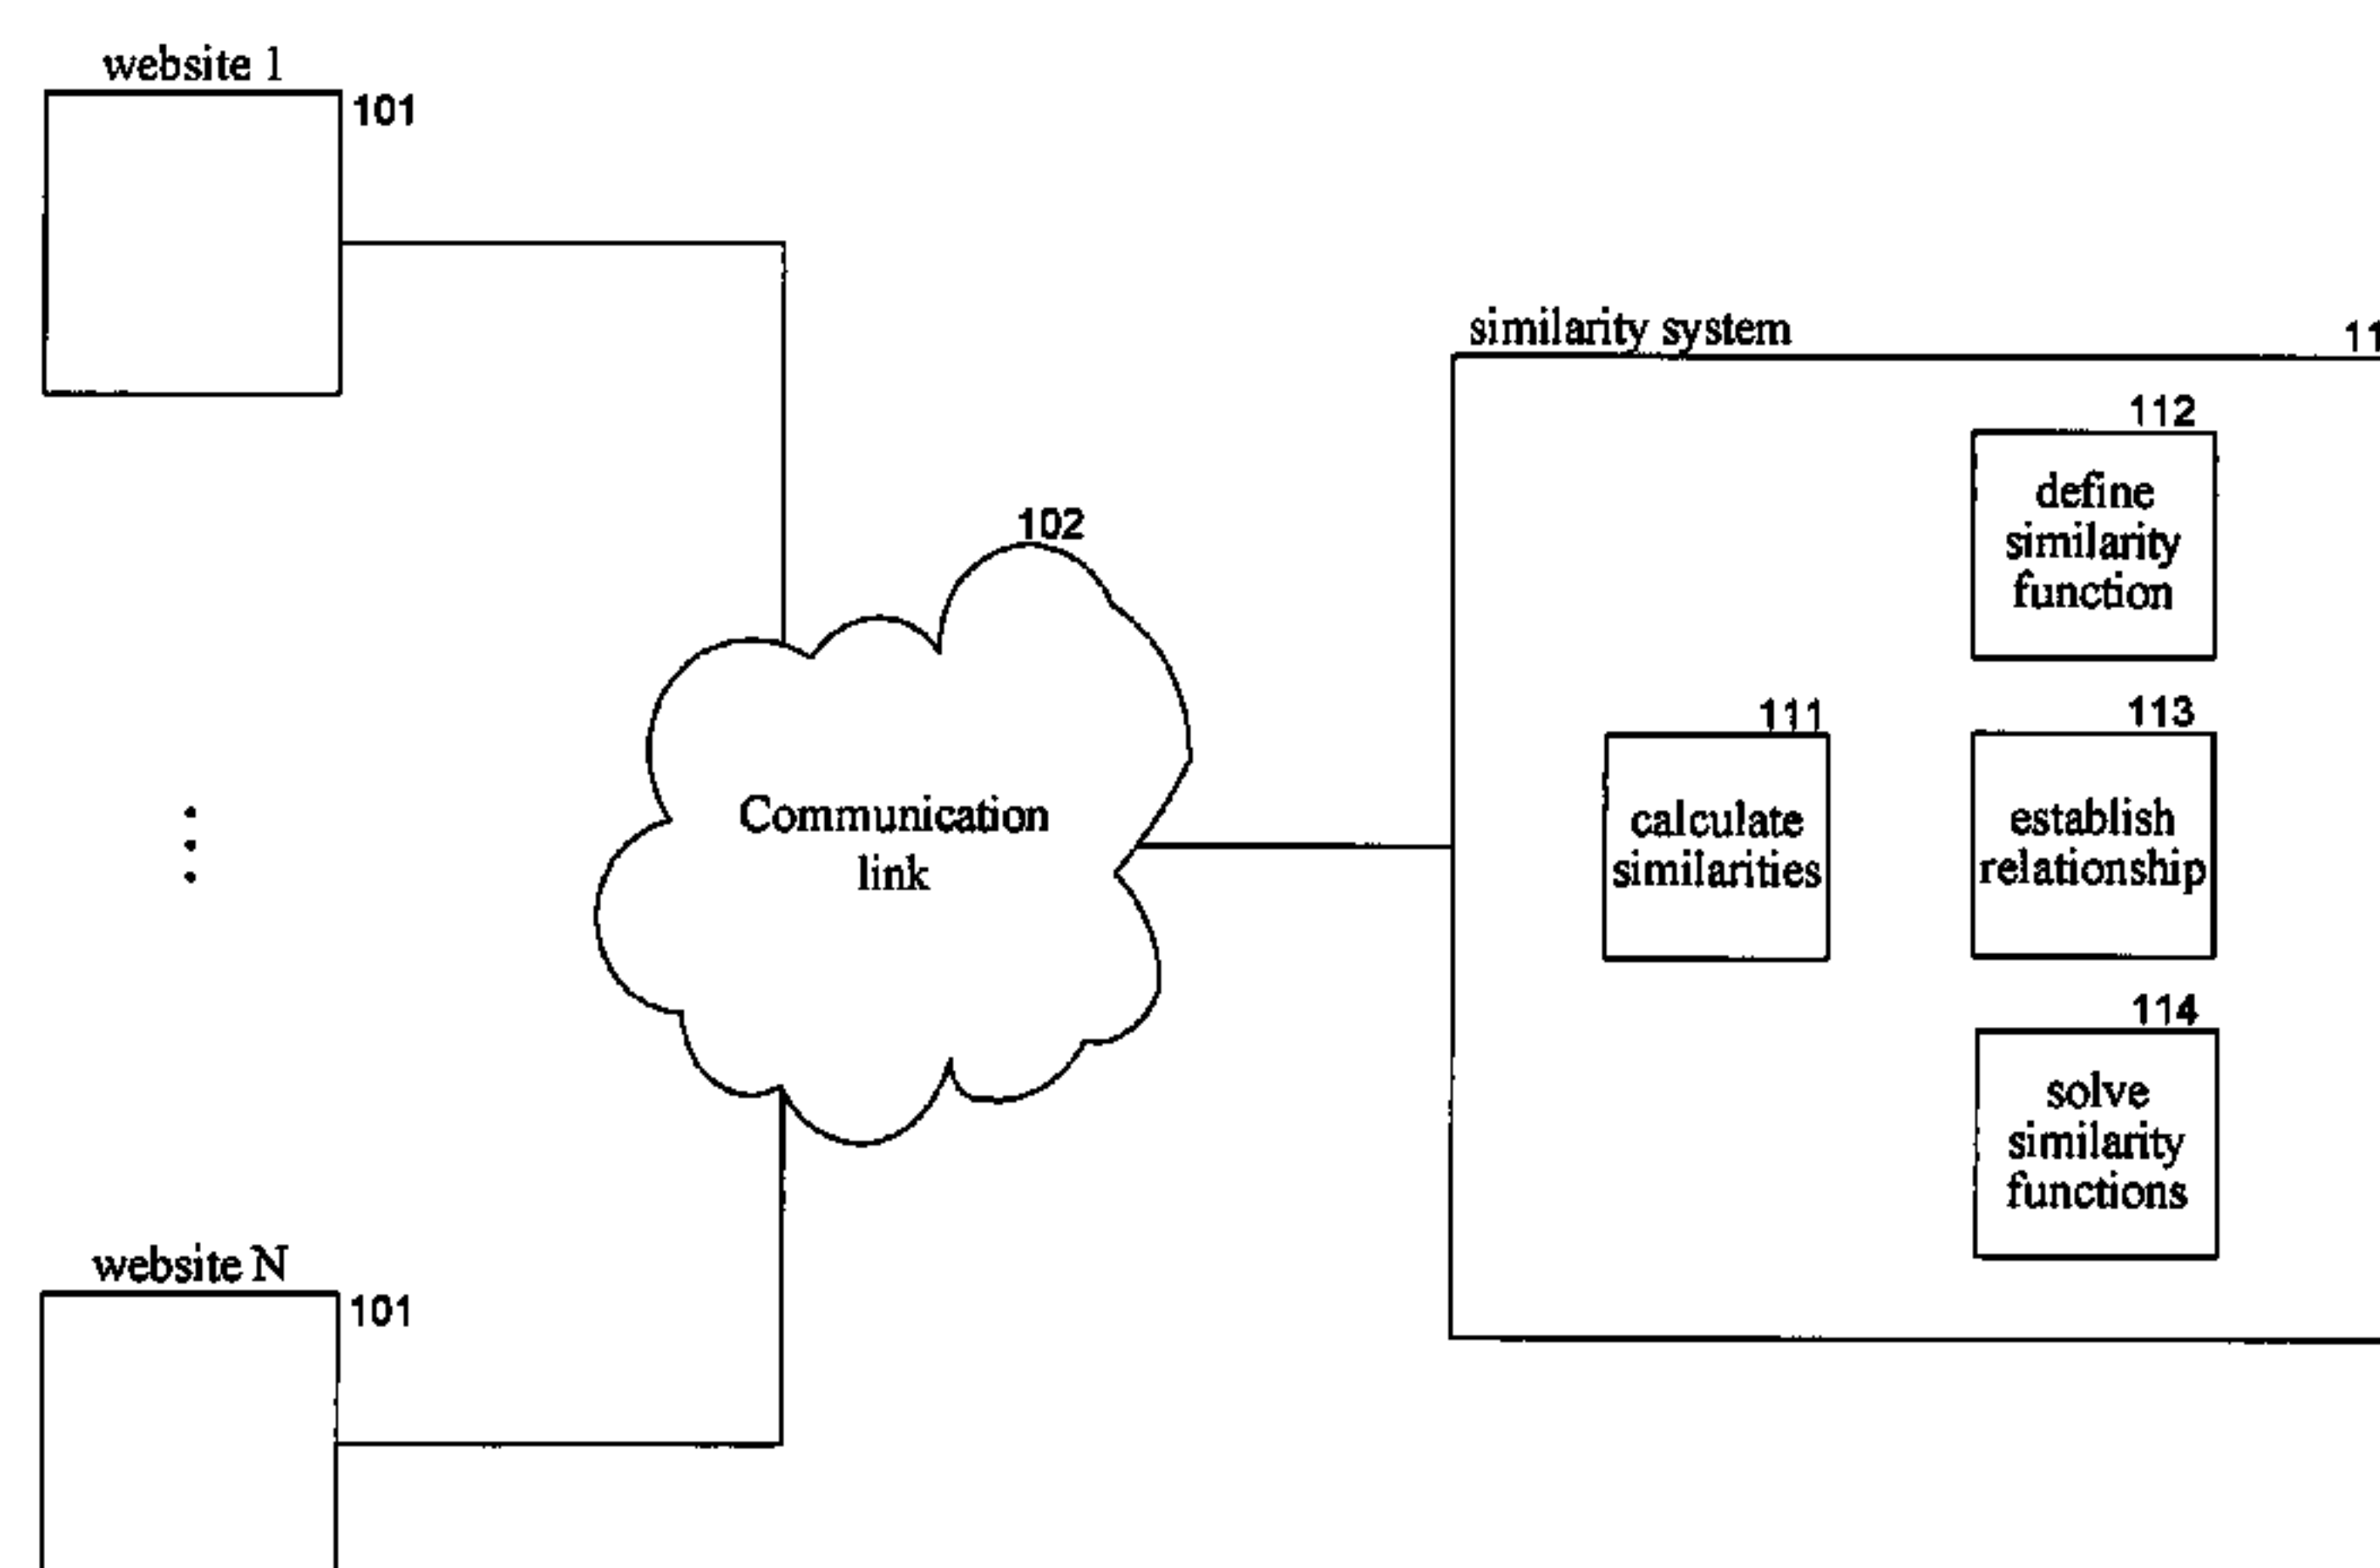 website 1
101
similarity system
112
define
similarity
function
102
111
113
Communication
link
calculate
similarities
establish
relationship
114
solve
similarity
functions
website N
101